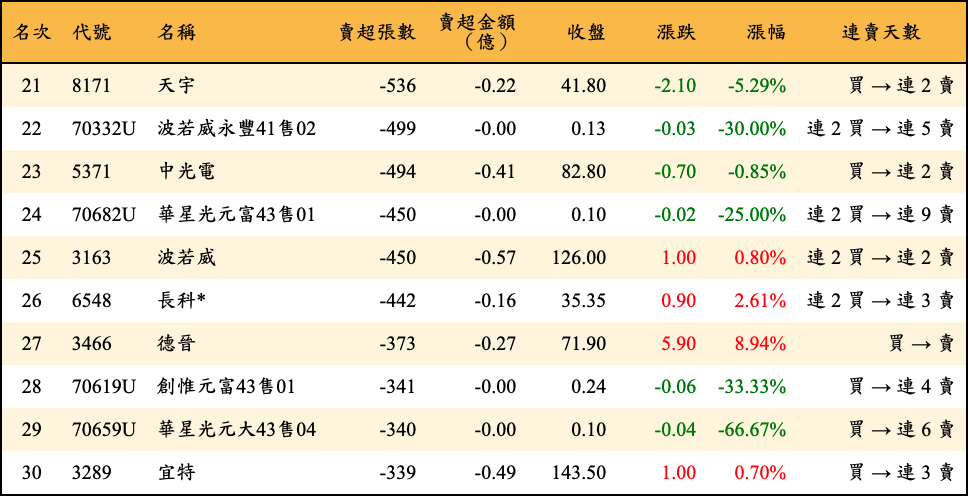 名次 代號 名稱 賣超張數 賣超金額（億） 收盤 漲跌 漲幅 連賣天數
21 8171 天宇 -536 -0.22 41.80 -2.10 -5.29% 買→連2賣
22 70332U 波若威永豐41售02 -499 -0.00 0.13 -0.03 -30.00% 連2買→連5賣
23 5371 中光電 -494 -0.41 82.80 -0.70 -0.85% 買→連2賣
24 70682U 華星光元富43售01 -450 -0.00 0.10 -0.02 -25.00% 連2買→連9賣
25 3163 波若威 -450 -0.57 126.00 1.00 0.80% 連2買→連2賣
26 6548 長科* -442 -0.16 35.35 0.90 2.61% 連2買→連3賣
27 3466 德晉 -373 -0.27 71.90 5.90 8.94% 買→賣
28 70619U 創惟元富43售01 -341 -0.00 0.24 -0.06 -33.33% 買→連4賣
29 70659U 華星光元大43售04 -340 -0.00 0.10 -0.04 -66.67% 買→連6賣
30 3289 宜特 -339 -0.49 143.50 1.00 0.70% 買→連3賣